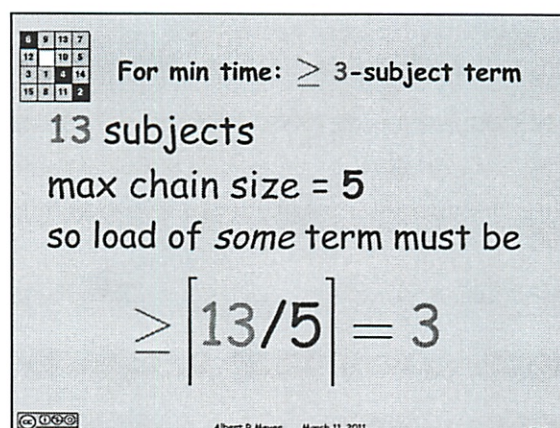 6 9 13 7
12 10 5
3 1 4 14
15 8 11 2
For min time: ≥ 3-subject term
13 subjects
max chain size = 5
so load of some term must be
≥ ⌈13/5⌉ = 3
cc
Albert R Meyer March 11, 2011